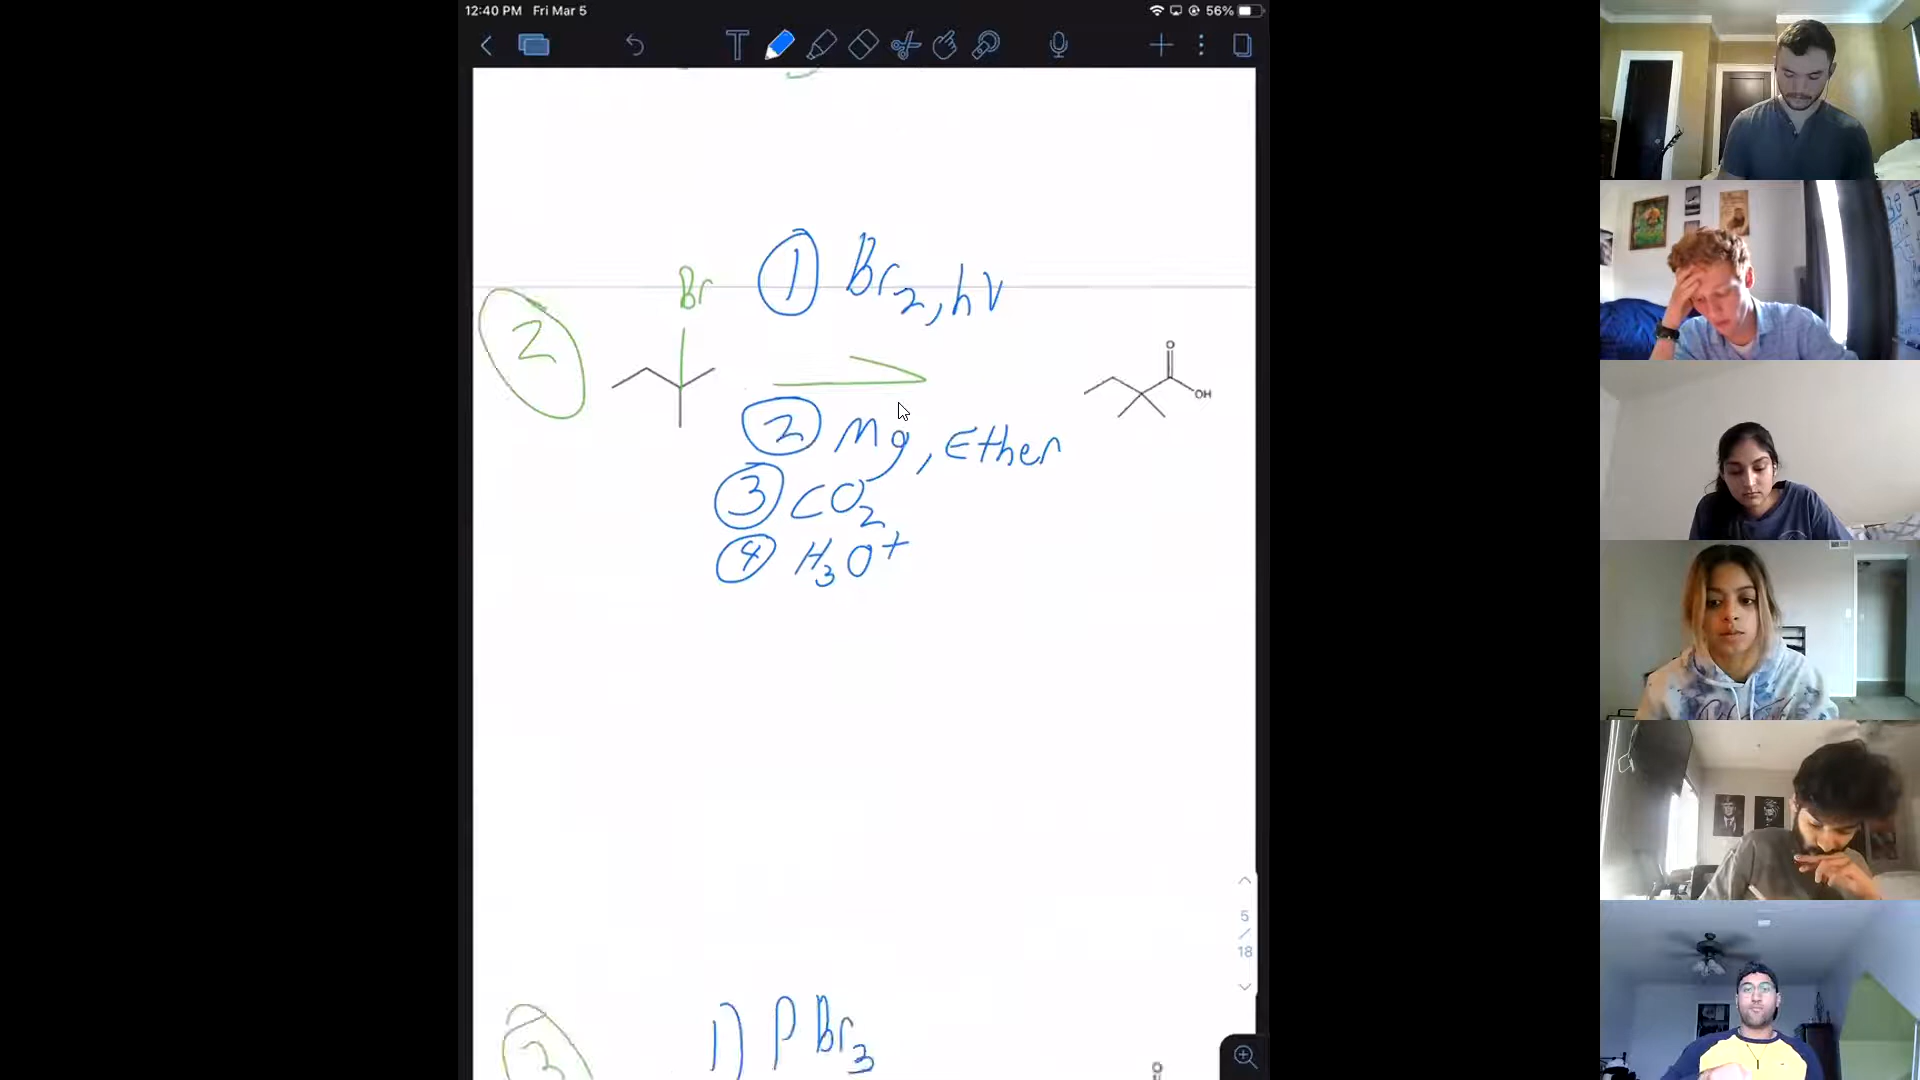 12:40 PM Fri Mar 5
56%
T
① Br₂, hν
Br
②
O
OH
② Mg, Ether
③ CO₂
④ H₃O⁺
5
/
18
3
1) PBr₃
O